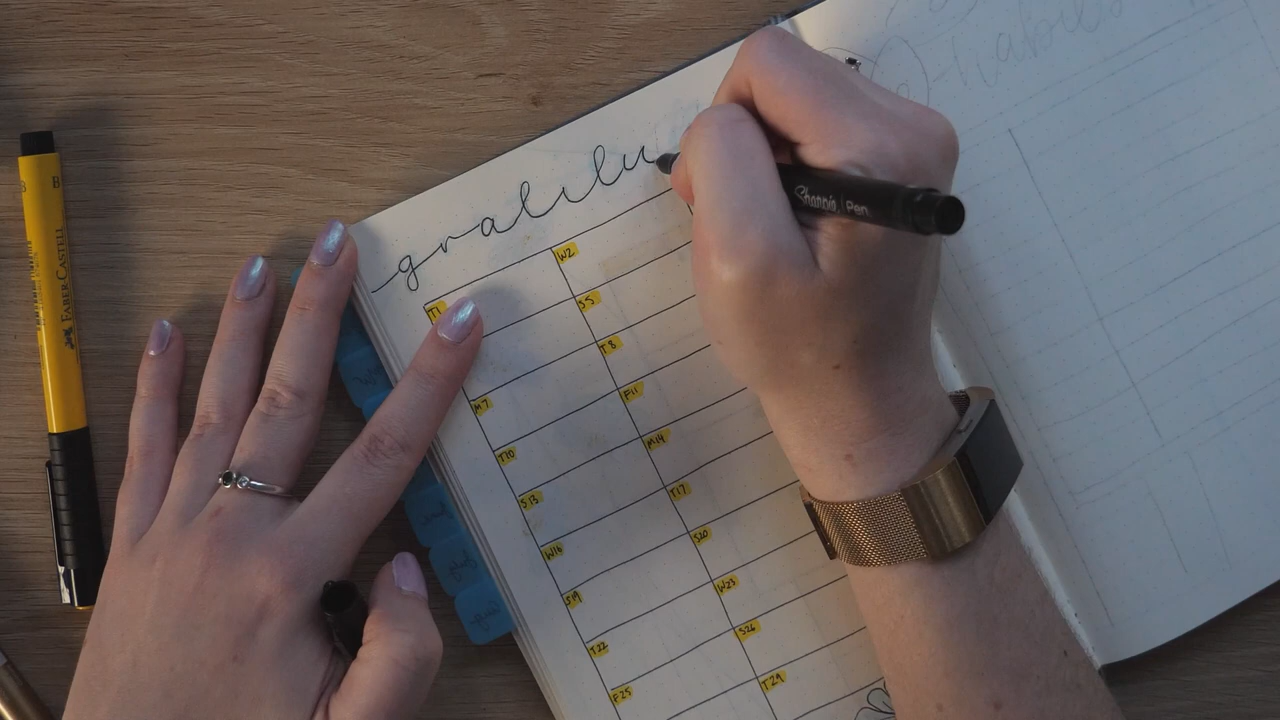 habits
gratitu
T1
W2
S5
M7
T8
T10
F11
S13
M14
W16
T17
S19
S20
T22
W23
F25
S26
T29
Sharpie Pen
B
FABER-CASTELL